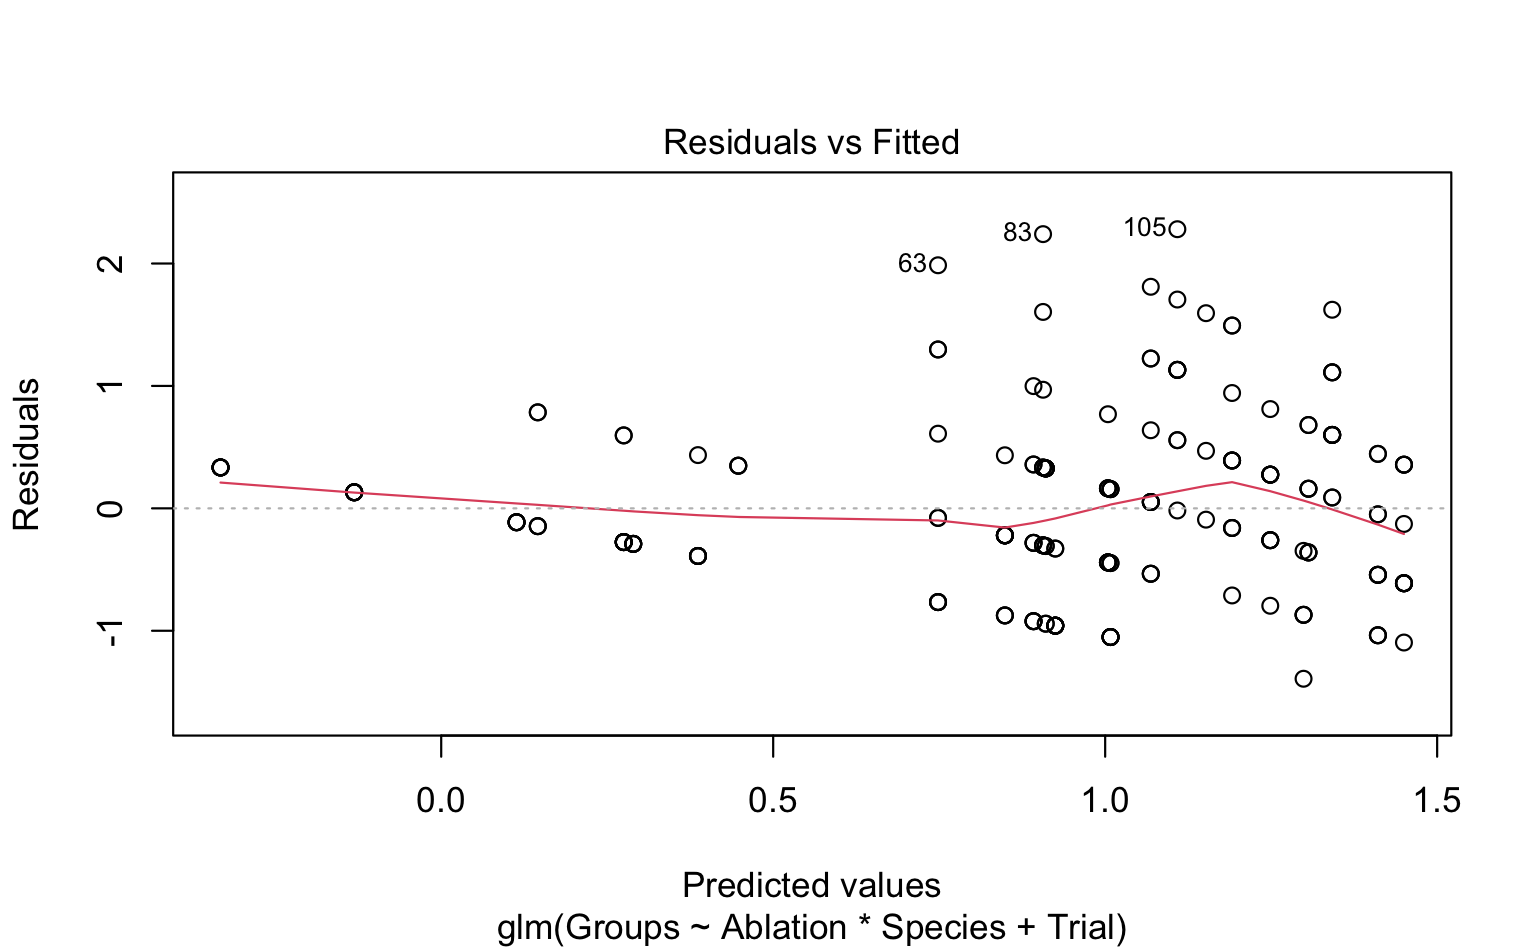 Residuals vs Fitted
Residuals
2
1
0
-1
105
83
63
0.0 0.5 1.0 1.5
Predicted values
glm(Groups ~ Ablation * Species + Trial)